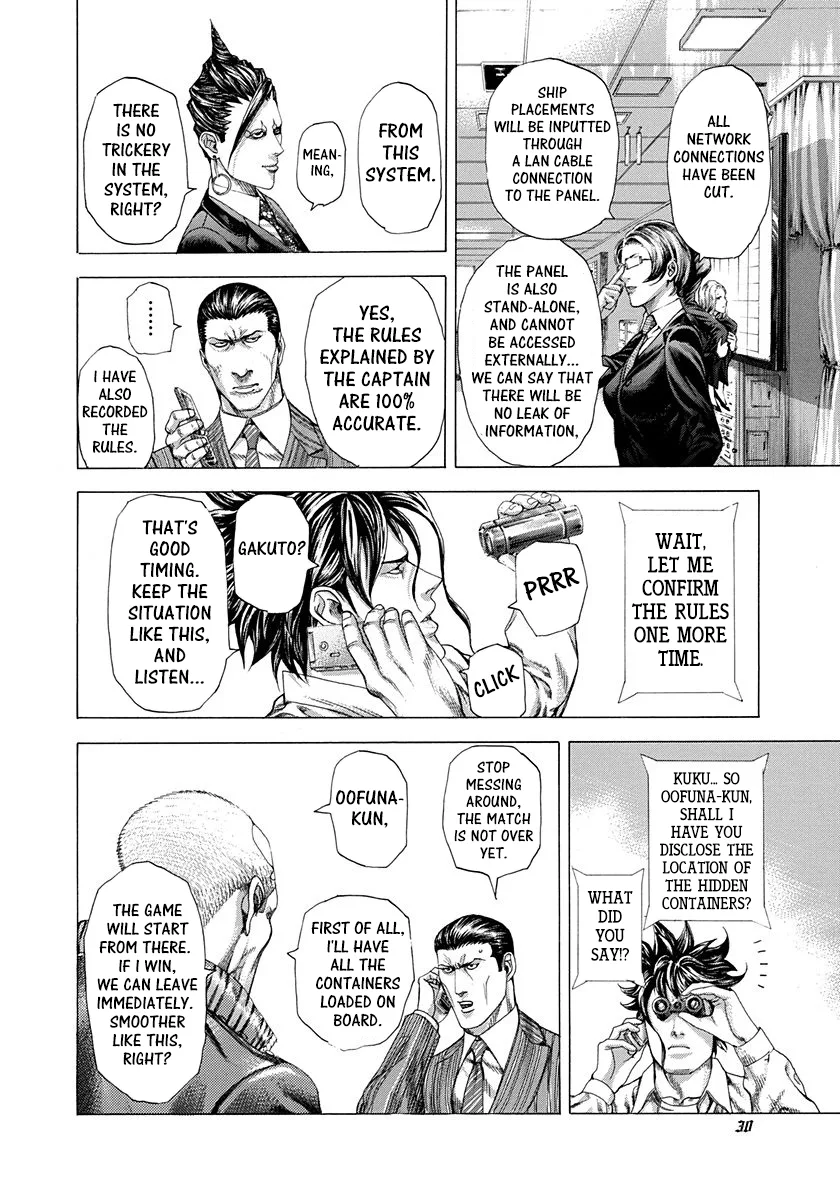 ALL
NETWORK
CONNECTIONS
HAVE BEEN
CUT.
SHIP
PLACEMENTS
WILL BE INPUTTED
THROUGH
A LAN CABLE
CONNECTION
TO THE PANEL.
THE PANEL
IS ALSO
STAND-ALONE,
AND CANNOT
BE ACCESSED
EXTERNALLY...
WE CAN SAY THAT
THERE WILL BE
NO LEAK OF
INFORMATION,
FROM
THIS
SYSTEM.
MEAN-
ING,
THERE
IS NO
TRICKERY
IN THE
SYSTEM,
RIGHT?
YES,
THE RULES
EXPLAINED BY
THE CAPTAIN
ARE 100%
ACCURATE.
......
I HAVE
ALSO
RECORDED
THE
RULES.
WAIT,
LET ME
CONFIRM
THE RULES
ONE MORE
TIME.
PRRR
CLICK
GAKUTO?
THAT'S
GOOD
TIMING.
KEEP THE
SITUATION
LIKE THIS,
AND
LISTEN...
KUKU... SO
OOFUNA-KUN,
SHALL I
HAVE YOU
DISCLOSE THE
LOCATION OF
THE HIDDEN
CONTAINERS?
WHAT
DID
YOU
SAY!?
STOP
MESSING
AROUND,
THE MATCH
IS NOT OVER
YET.
FIRST OF ALL,
I'LL HAVE
ALL THE
CONTAINERS
LOADED ON
BOARD.
OOFUNA-
KUN,
THE GAME
WILL START
FROM THERE.
IF I WIN,
WE CAN LEAVE
IMMEDIATELY.
SMOOTHER
LIKE THIS,
RIGHT?
30